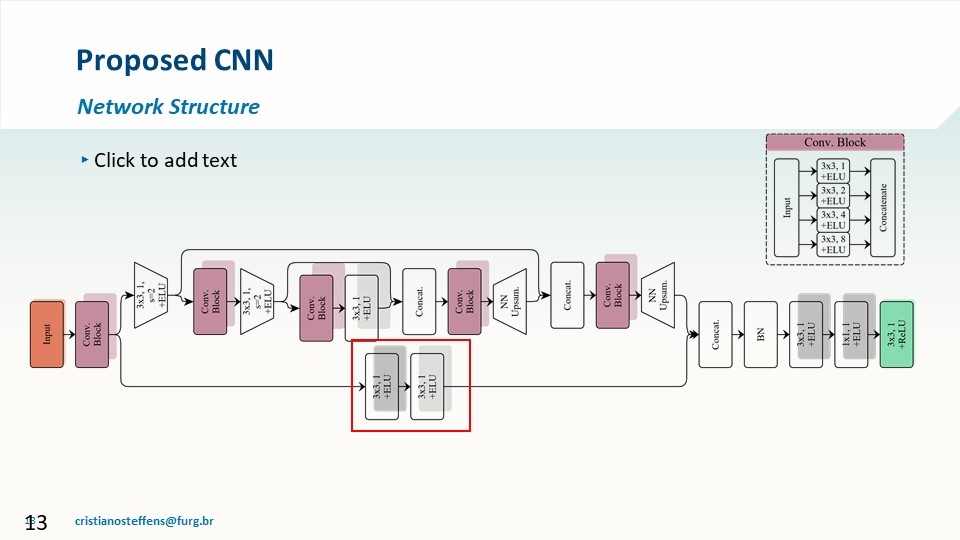 Proposed CNN
Network Structure
▸ Click to add text
Conv. Block
Input
3x3, 1
+ELU
3x3, 2
+ELU
3x3, 4
+ELU
3x3, 8
+ELU
Concatenate
Input
Conv.
Block
3x3, 1,
s=2
+ELU
Conv.
Block
3x3, 1,
s=2
+ELU
Conv.
Block
3x3, 1
+ELU
Concat.
Conv.
Block
NN
Upsam.
Concat.
Conv.
Block
NN
Upsam.
3x3, 1
+ELU
3x3, 1
+ELU
Concat.
BN
3x3, 1
+ELU
1x1, 1
+ELU
3x3, 1
+ReLU
13
cristianosteffens@furg.br